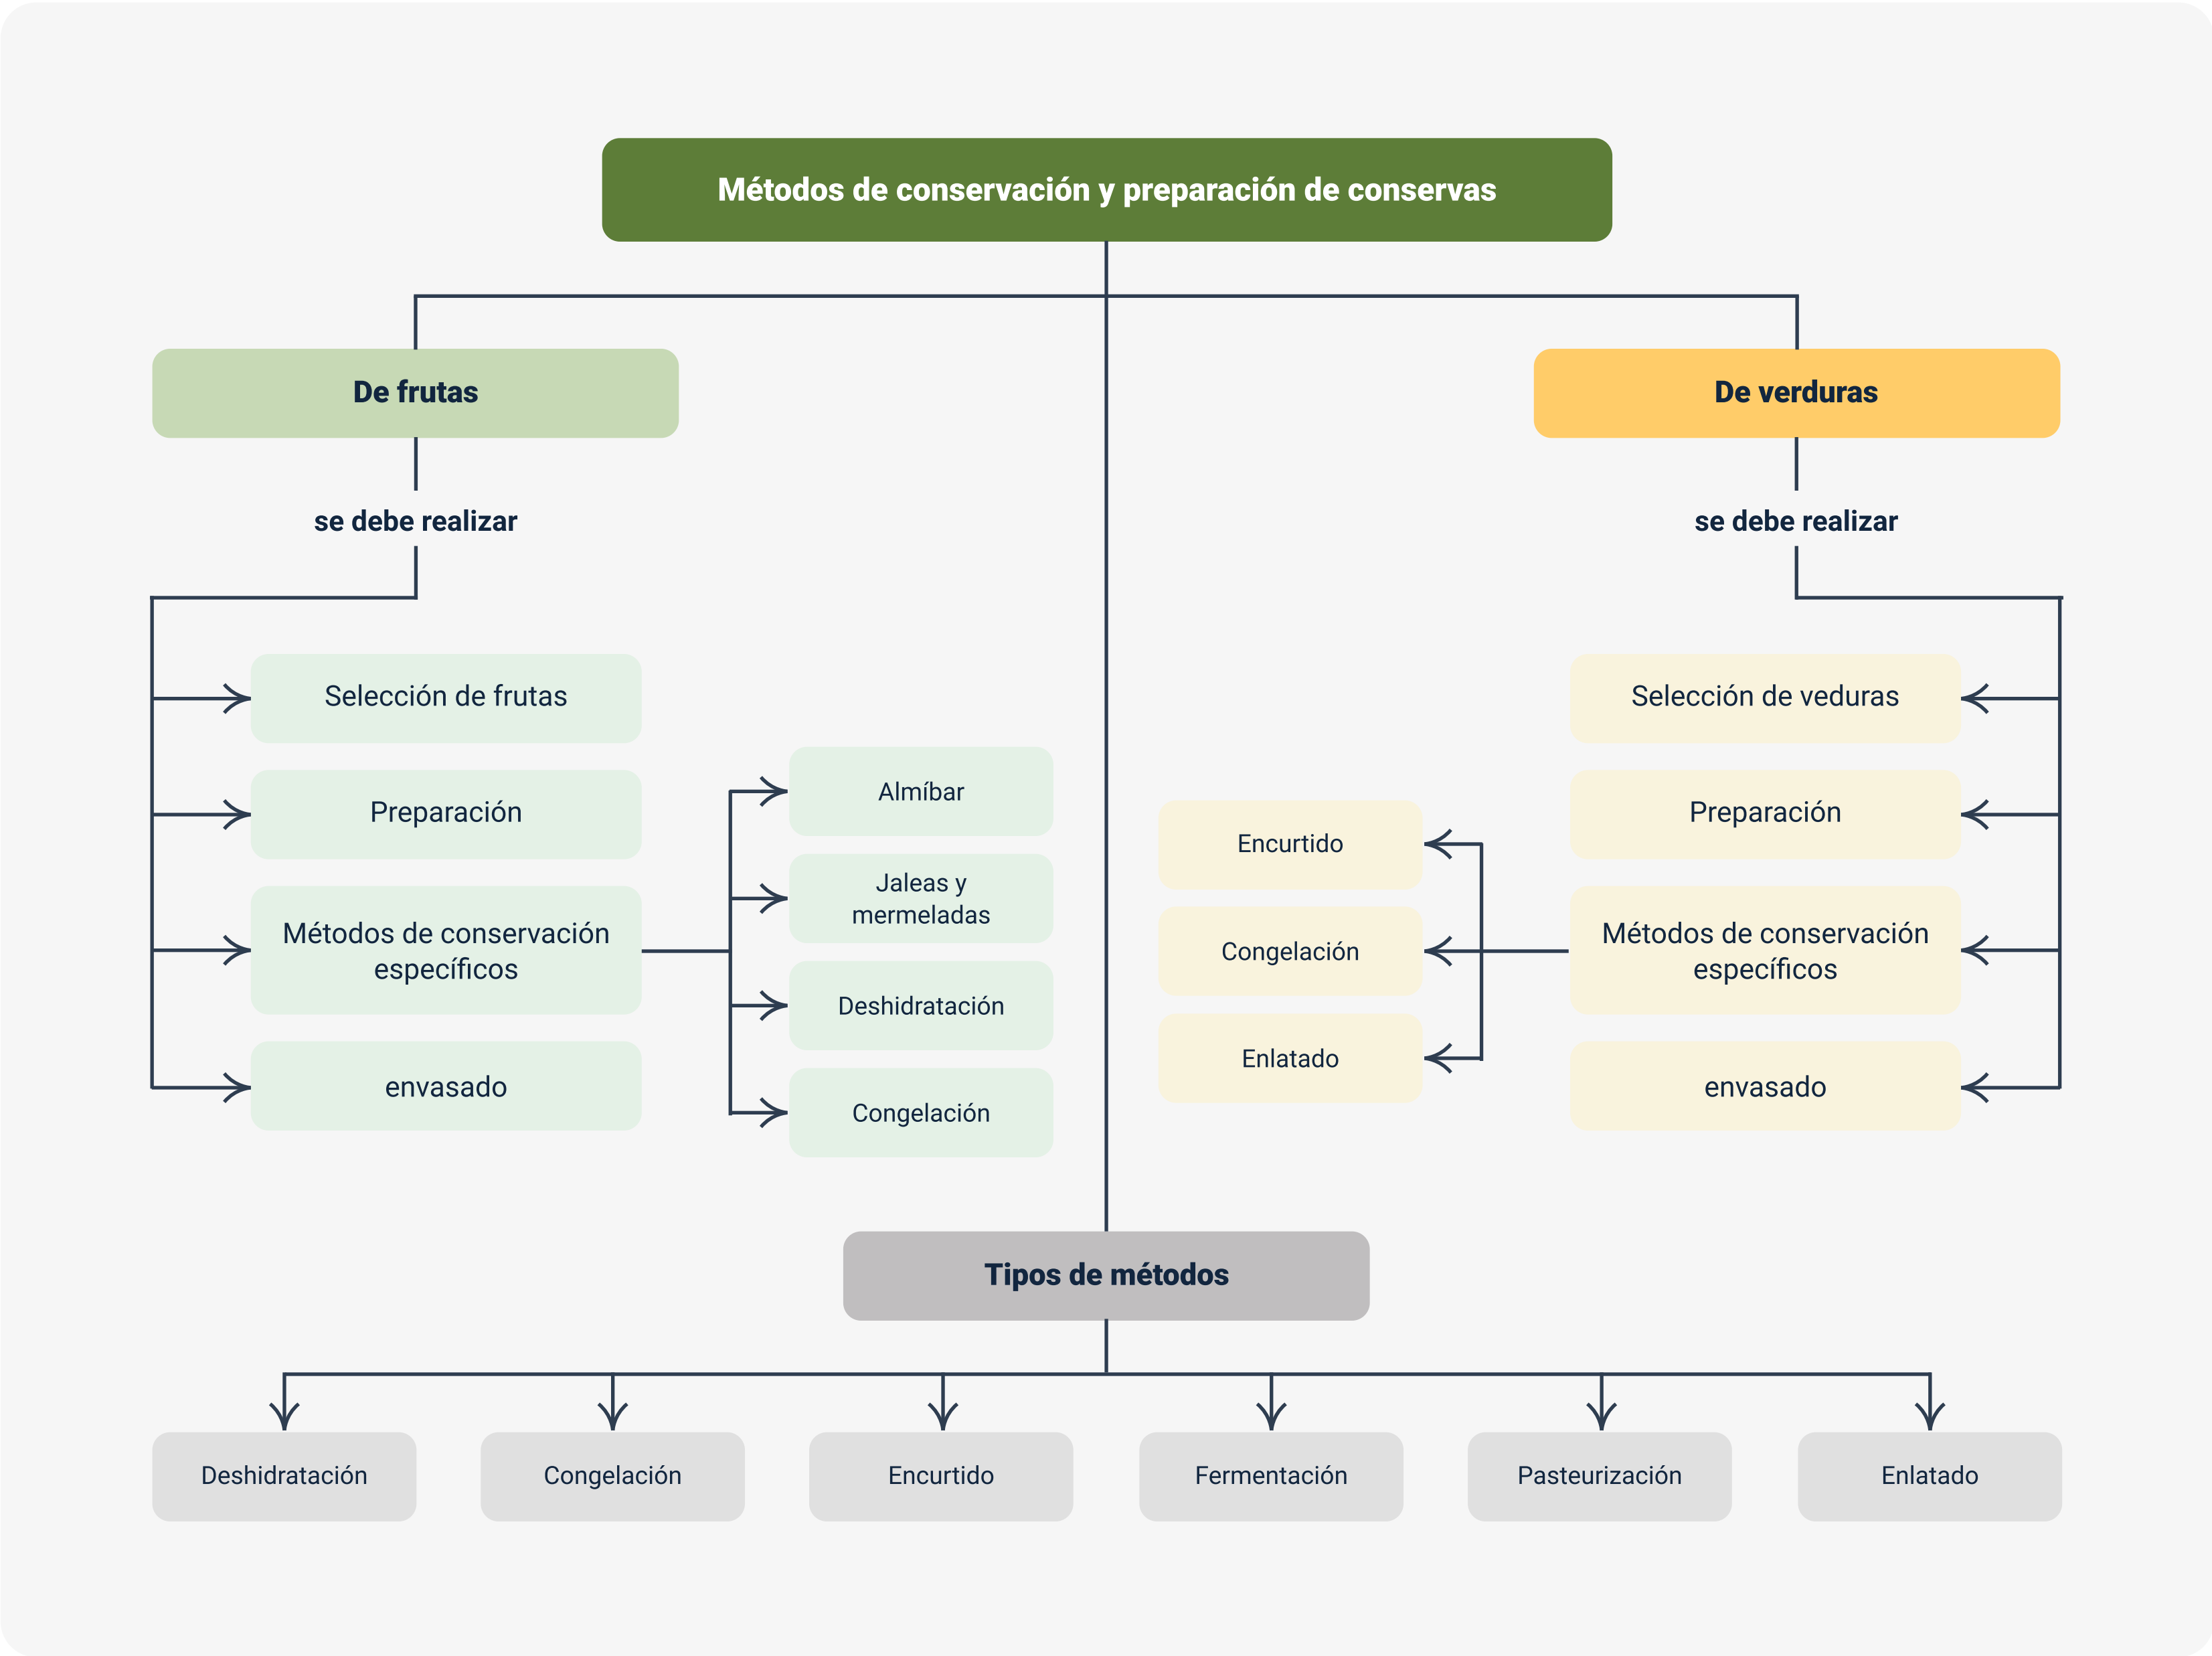 Métodos de conservación y preparación de conservas
De frutas
se debe realizar
Selección de frutas
Preparación
Métodos de conservación
específicos
envasado
Almíbar
Jaleas y
mermeladas
Deshidratación
Congelación
De verduras
se debe realizar
Selección de veduras
Preparación
Métodos de conservación
específicos
envasado
Encurtido
Congelación
Enlatado
Tipos de métodos
Deshidratación
Congelación
Encurtido
Fermentación
Pasteurización
Enlatado